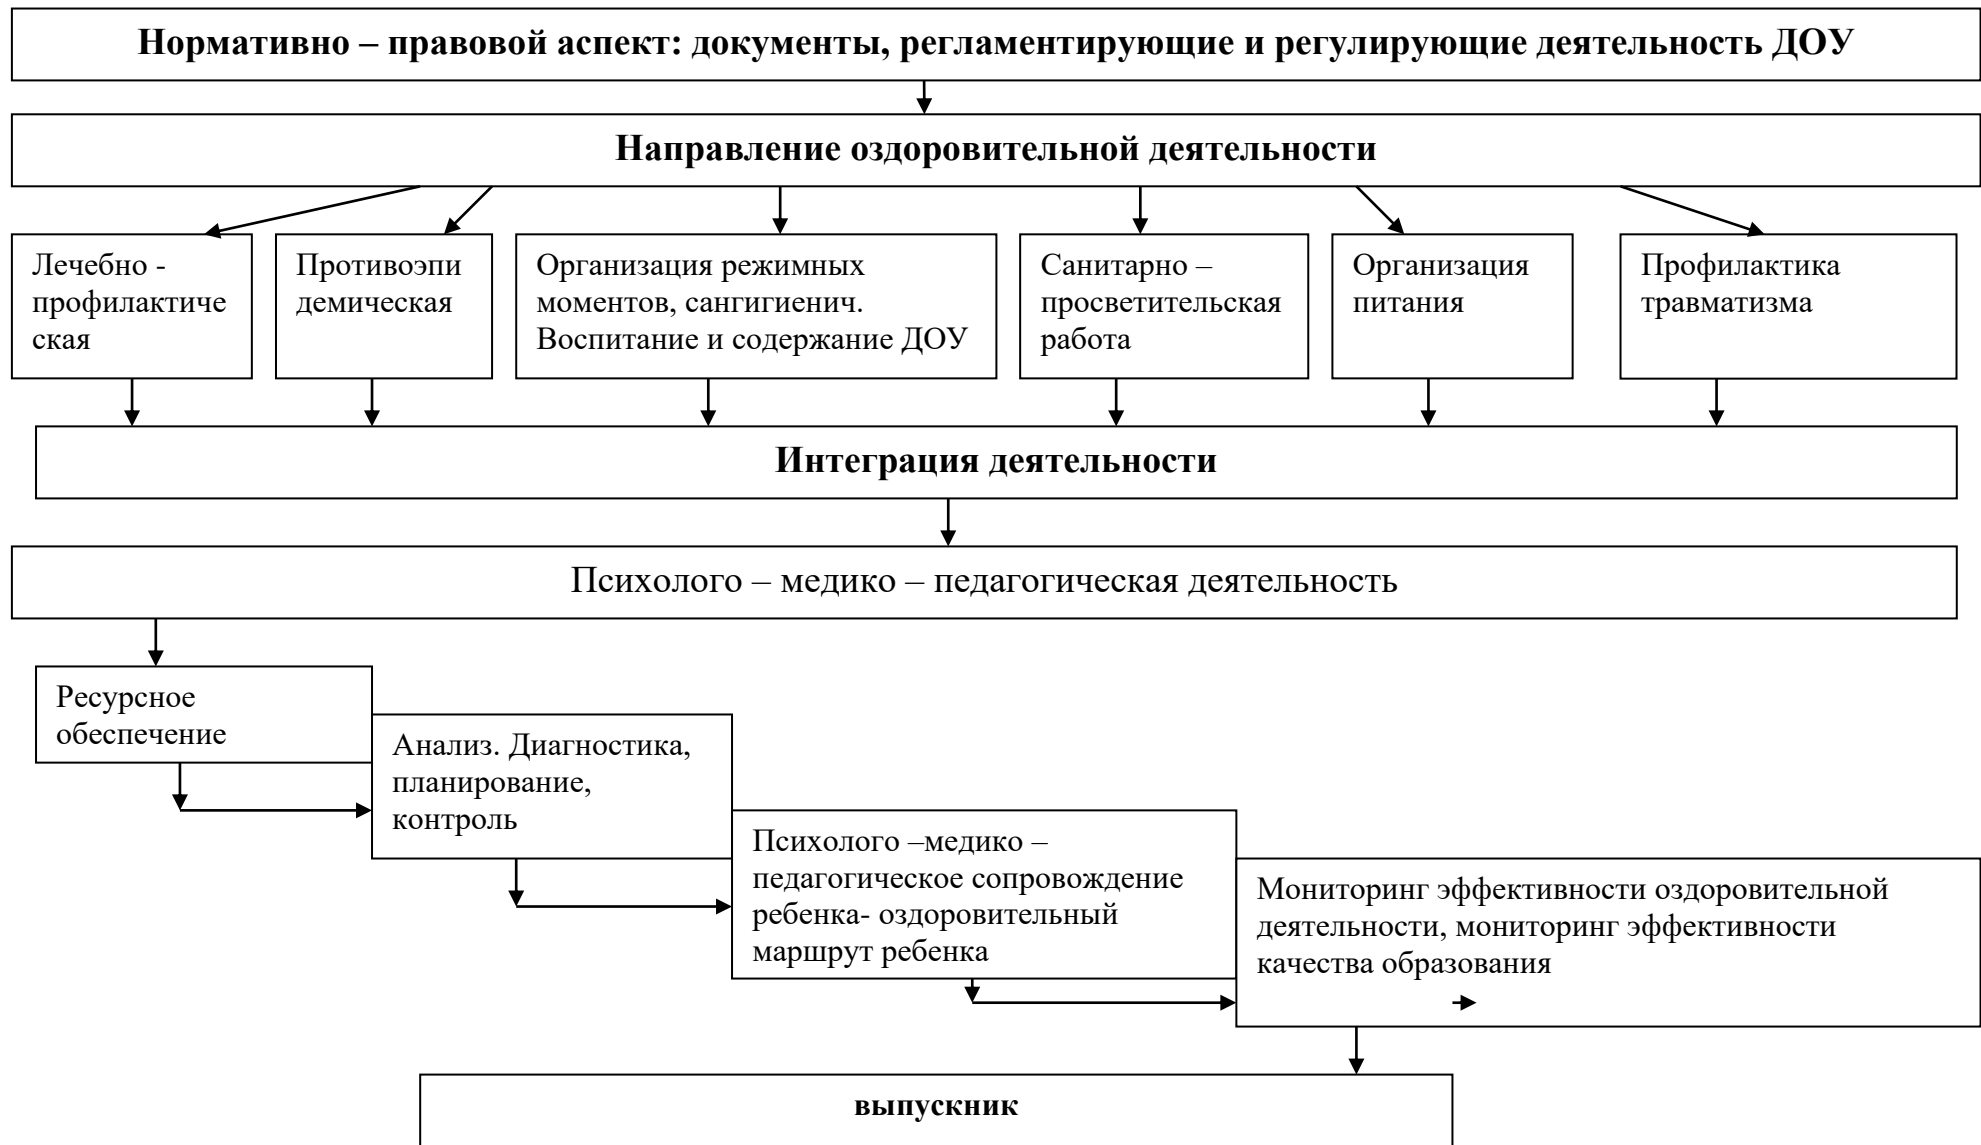 Нормативно – правовой аспект: документы, регламентирующие и регулирующие деятельность ДОУ
Направление оздоровительной деятельности
Лечебно -
профилактиче
ская
Противоэпи
демическая
Организация режимных
моментов, сангигиенич.
Воспитание и содержание ДОУ
Санитарно –
просветительская
работа
Организация
питания
Профилактика
травматизма
Интеграция деятельности
Психолого – медико – педагогическая деятельность
Ресурсное
обеспечение
Анализ. Диагностика,
планирование,
контроль
Психолого –медико –
педагогическое сопровождение
ребенка- оздоровительный
маршрут ребенка
Мониторинг эффективности оздоровительной
деятельности, мониторинг эффективности
качества образования
выпускник